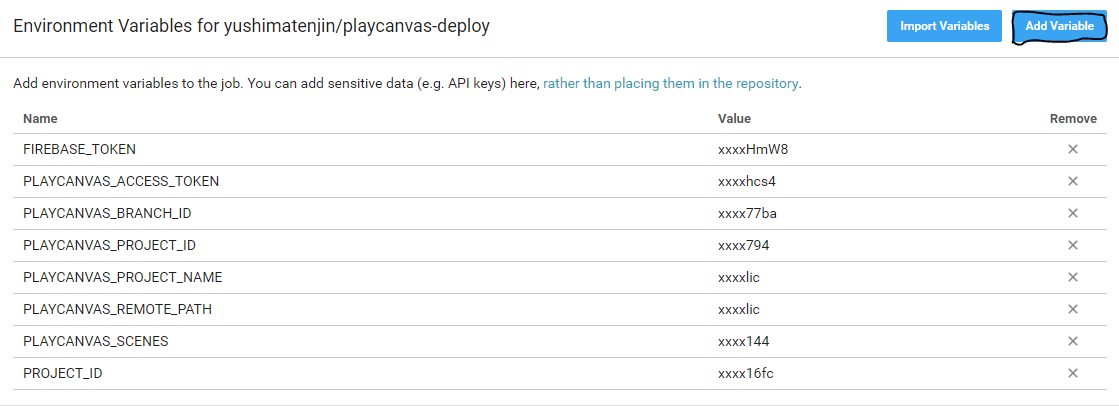 Environment Variables for yushimatenjin/playcanvas-deploy
Import Variables
Add Variable
Add environment variables to the job. You can add sensitive data (e.g. API keys) here, rather than placing them in the repository.
Name Value Remove
FIREBASE_TOKEN xxxxHmW8 ×
PLAYCANVAS_ACCESS_TOKEN xxxxhcs4 ×
PLAYCANVAS_BRANCH_ID xxxx77ba ×
PLAYCANVAS_PROJECT_ID xxxx794 ×
PLAYCANVAS_PROJECT_NAME xxxxlic ×
PLAYCANVAS_REMOTE_PATH xxxxlic ×
PLAYCANVAS_SCENES xxxx144 ×
PROJECT_ID xxxx16fc ×